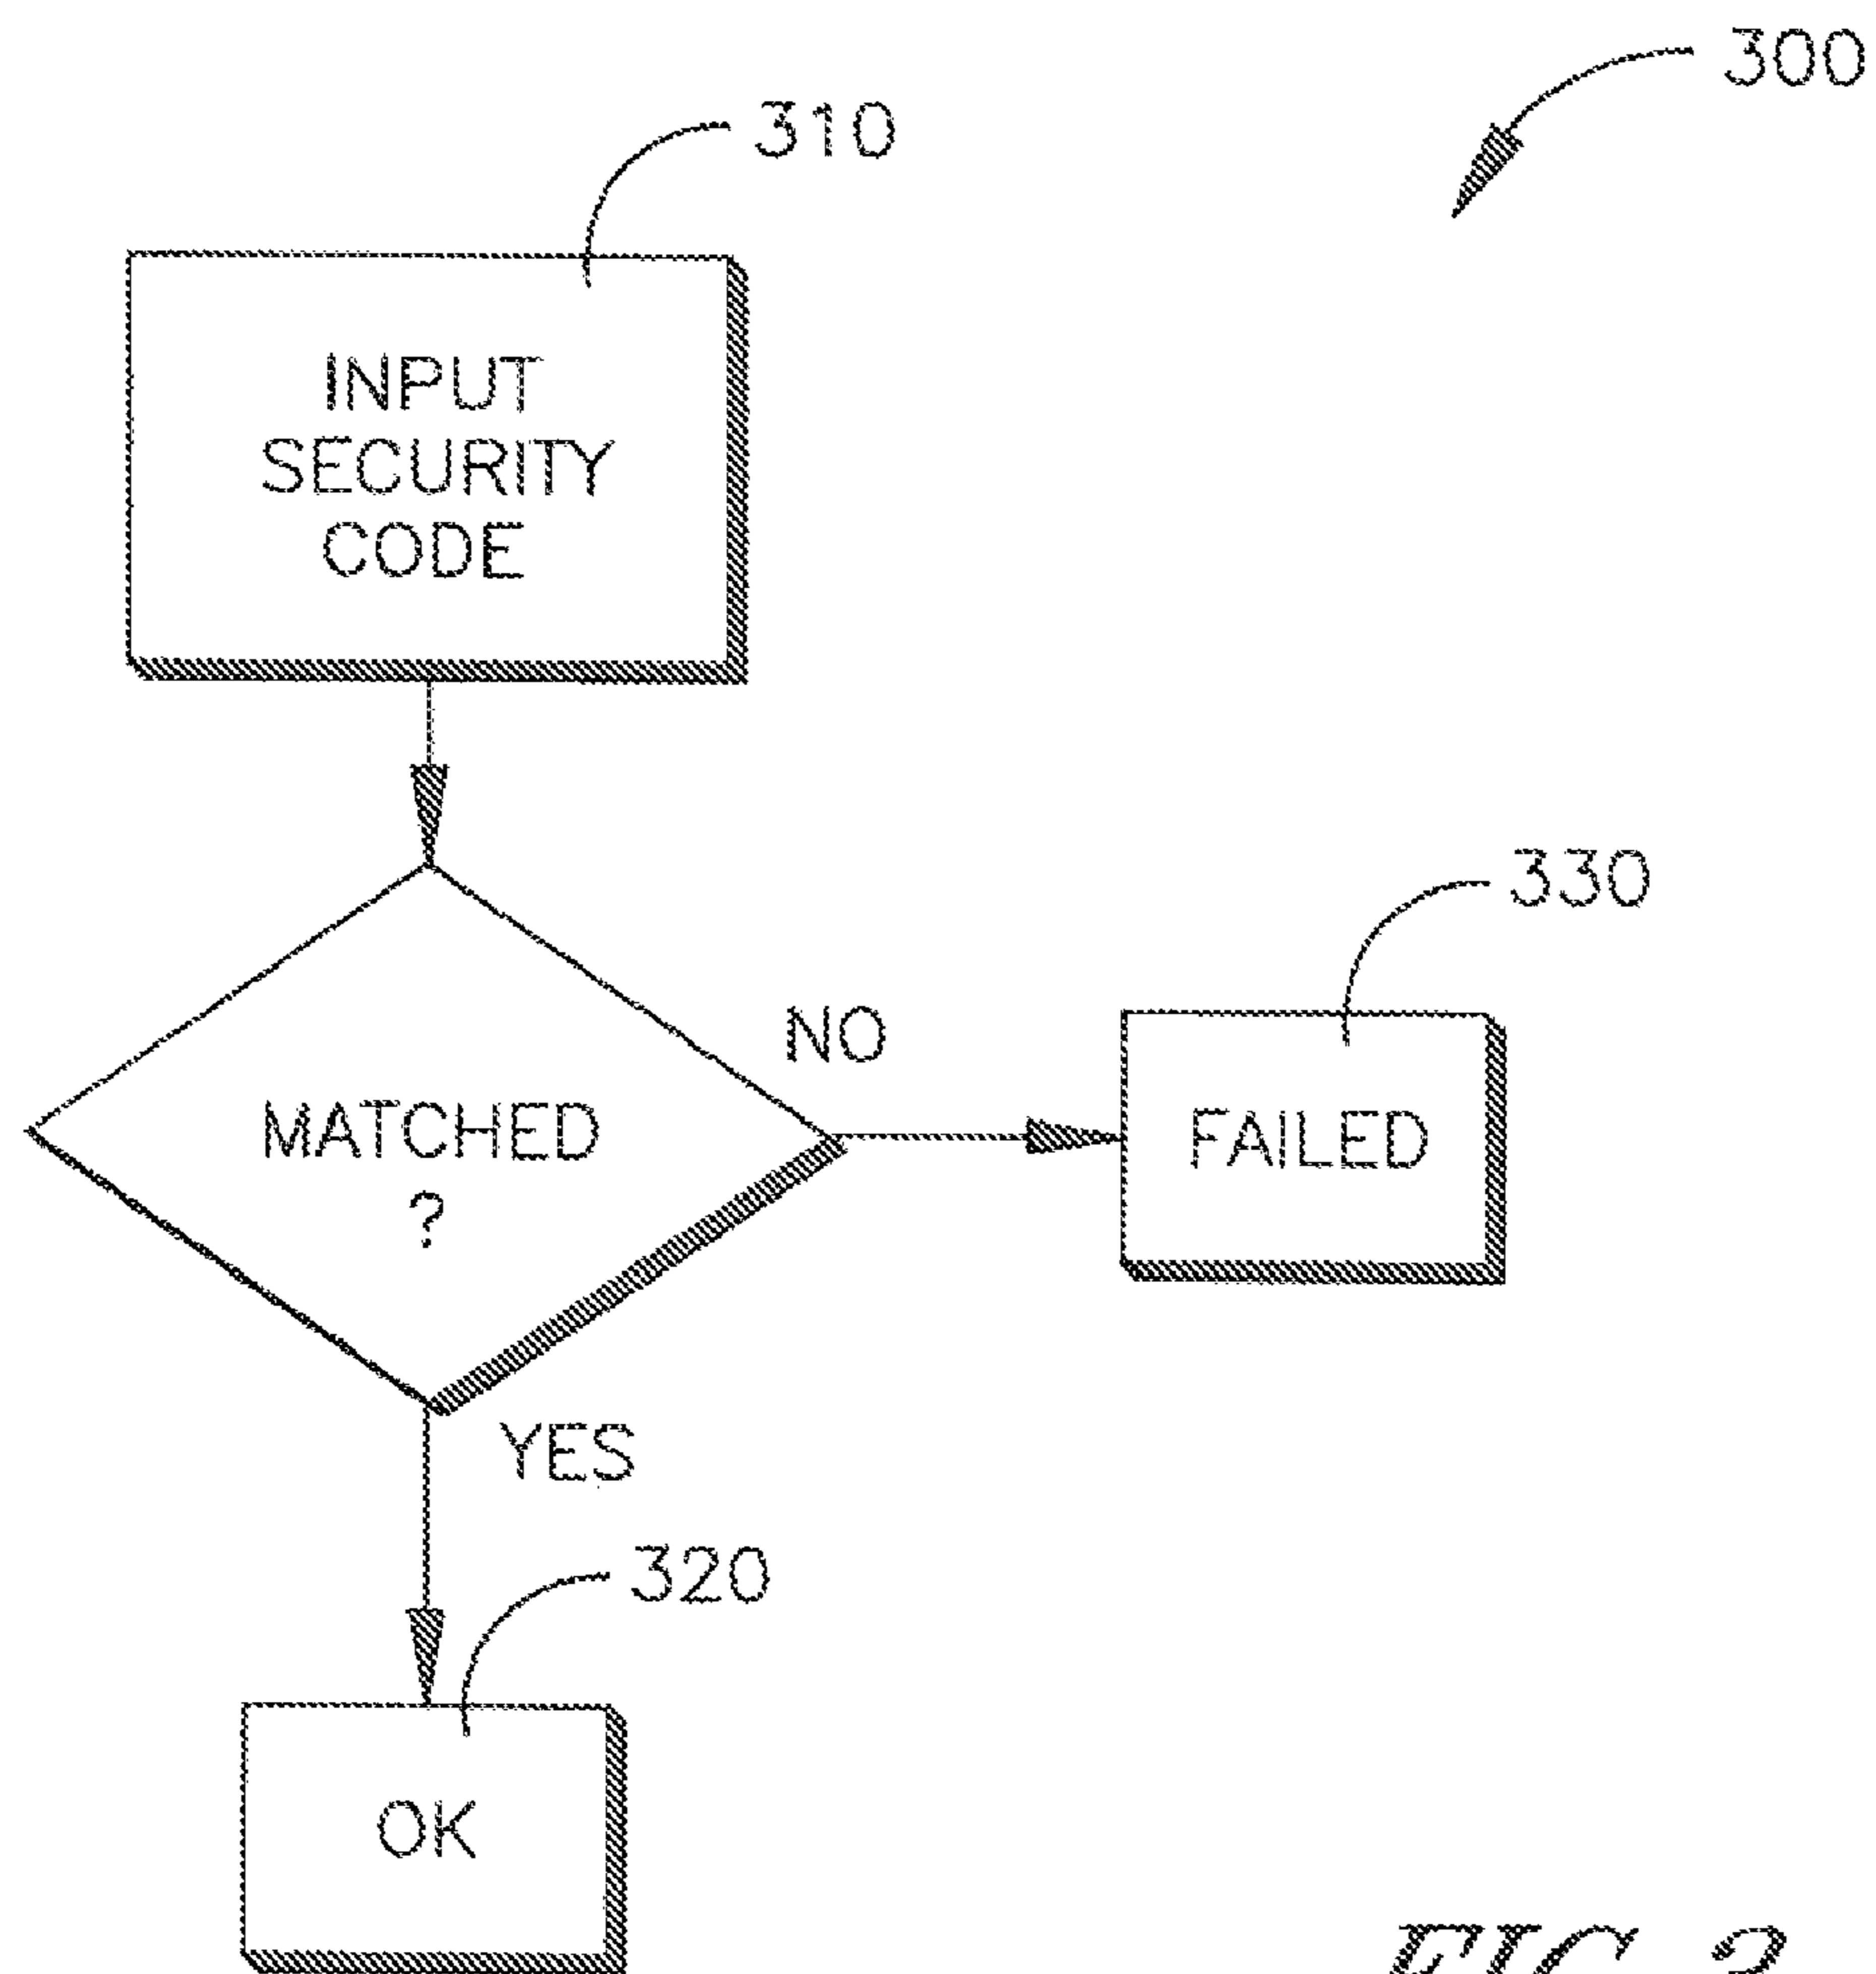 300
310
INPUT
SECURITY
CODE
330
NO
MATCHED
?
FAILED
YES
320
OK